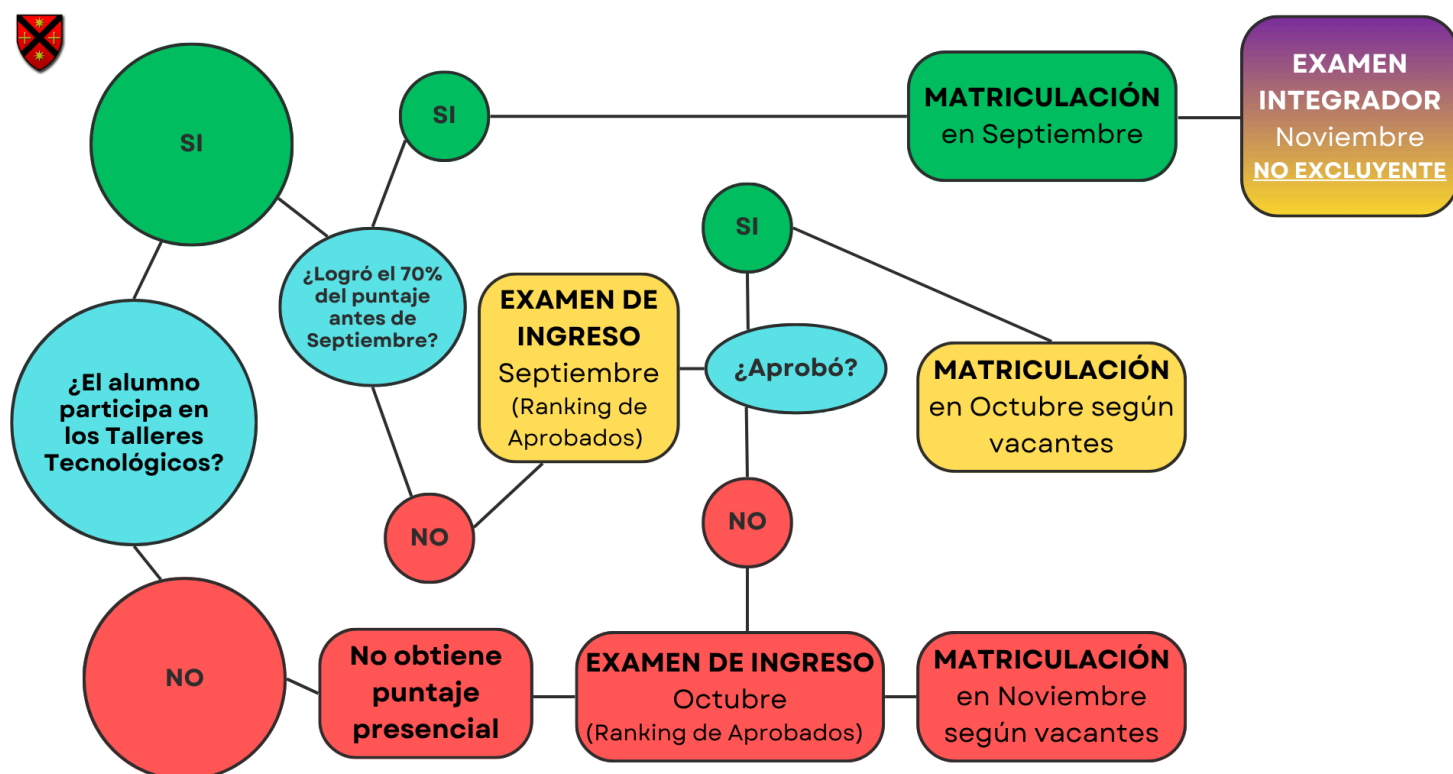 SI
SI
MATRICULACIÓN
en Septiembre
EXAMEN
INTEGRADOR
Noviembre
NO EXCLUYENTE
¿Logró el 70%
del puntaje
antes de
Septiembre?
SI
EXAMEN DE
INGRESO
Septiembre
(Ranking de
Aprobados)
¿Aprobó?
MATRICULACIÓN
en Octubre según
vacantes
¿El alumno
participa en
los Talleres
Tecnológicos?
NO
NO
NO
No obtiene
puntaje
presencial
EXAMEN DE INGRESO
Octubre
(Ranking de Aprobados)
MATRICULACIÓN
en Noviembre
según vacantes